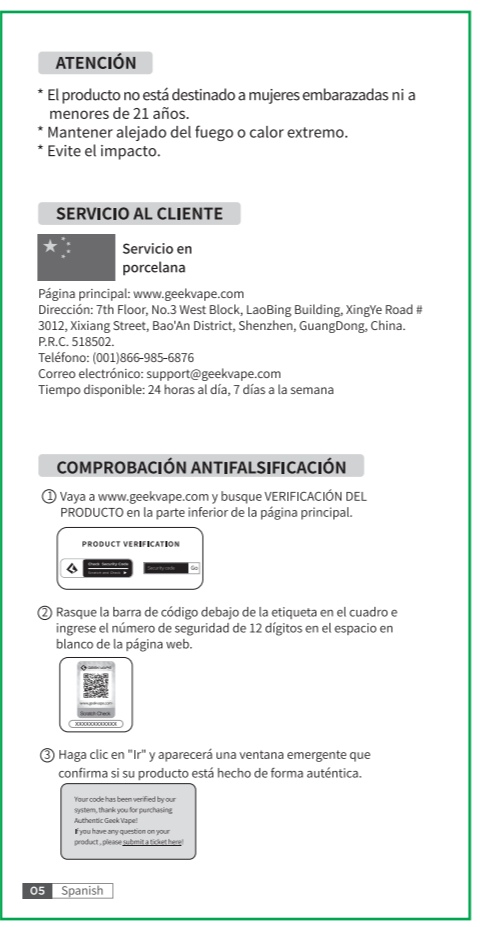 ATENCIÓN
* El producto no está destinado a mujeres embarazadas ni a
menores de 21 años.
* Mantener alejado del fuego o calor extremo.
* Evite el impacto.
SERVICIO AL CLIENTE
Servicio en
porcelana
Página principal: www.geekvape.com
Dirección: 7th Floor, No.3 West Block, LaoBing Building, XingYe Road #
3012, Xixiang Street, Bao'An District, Shenzhen, GuangDong, China.
P.R.C. 518502.
Teléfono: (001)866-985-6876
Correo electrónico: support@geekvape.com
Tiempo disponible: 24 horas al día, 7 días a la semana
COMPROBACIÓN ANTIFALSIFICACIÓN
① Vaya a www.geekvape.com y busque VERIFICACIÓN DEL
PRODUCTO en la parte inferior de la página principal.
PRODUCT VERIFICATION
Check Security Code
Security code Go
② Rasque la barra de código debajo de la etiqueta en el cuadro e
ingrese el número de seguridad de 12 dígitos en el espacio en
blanco de la página web.
GEEK VAPE
www.geekvape.com
Scratch Check
XXXXXXXXXXXX
③ Haga clic en "Ir" y aparecerá una ventana emergente que
confirma si su producto está hecho de forma auténtica.
Your code has been verified by our
system, thank you for purchasing
Authentic Geek Vape!
If you have any question on your
product , please submit a ticket here!
05 Spanish